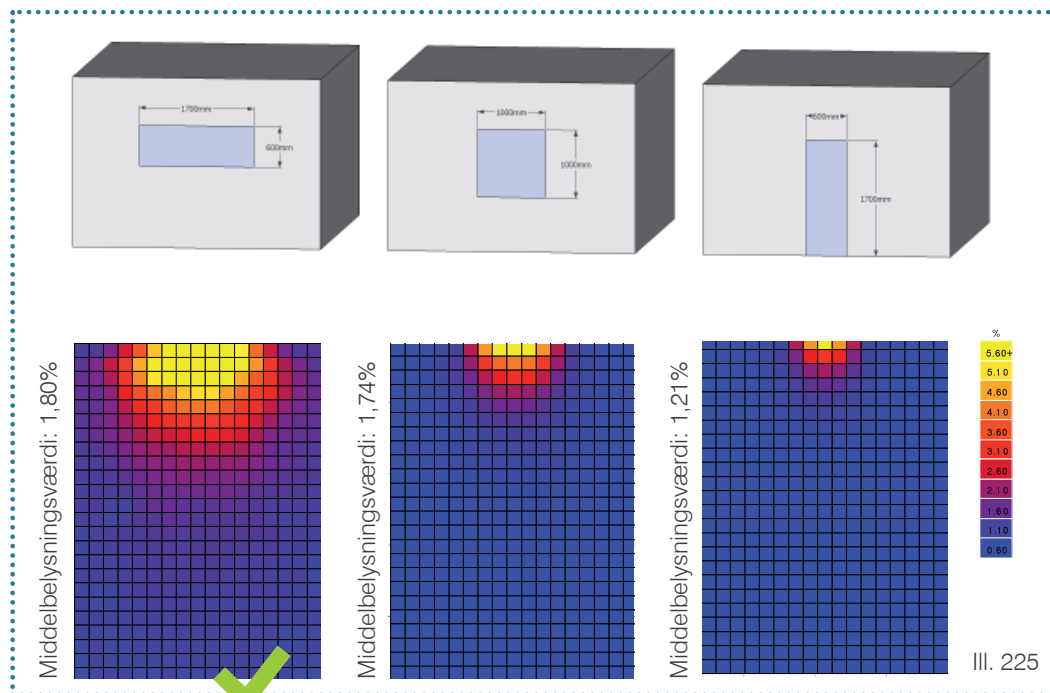 1700mm
600mm
1000mm
1000mm
600mm
1700mm
Middelbelysningsværdi: 1,80%
Middelbelysningsværdi: 1,74%
Middelbelysningsværdi: 1,21%
%
5.60+
5.10
4.60
4.10
3.60
3.10
2.60
2.10
1.60
1.10
0.60
Ill. 225